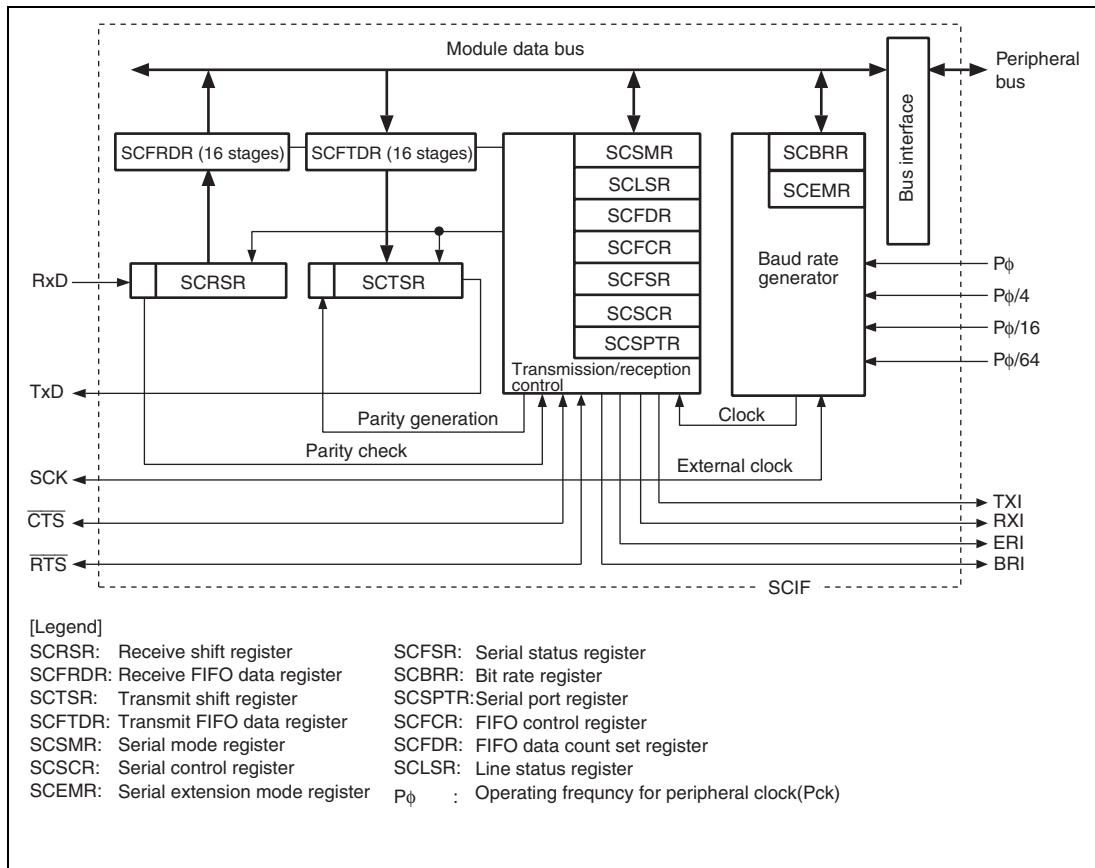 Module data bus
Peripheral
bus
Bus interface
SCFRDR (16 stages)
SCFTDR (16 stages)
SCSMR
SCLSR
SCFDR
SCFCR
SCFSR
SCSCR
SCSPTR
Transmission/reception
control
SCBRR
SCEMR
Baud rate
generator
RxD
SCRSR
SCTSR
Pϕ
Pϕ/4
Pϕ/16
Pϕ/64
TxD
Parity generation
Clock
Parity check
SCK
External clock
C̅T̅S̅
R̅T̅S̅
TXI
RXI
ERI
BRI
SCIF
[Legend]
SCRSR: Receive shift register
SCFRDR: Receive FIFO data register
SCTSR: Transmit shift register
SCFTDR: Transmit FIFO data register
SCSMR: Serial mode register
SCSCR: Serial control register
SCEMR: Serial extension mode register
SCFSR: Serial status register
SCBRR: Bit rate register
SCSPTR: Serial port register
SCFCR: FIFO control register
SCFDR: FIFO data count set register
SCLSR: Line status register
Pϕ : Operating frequncy for peripheral clock(Pck)